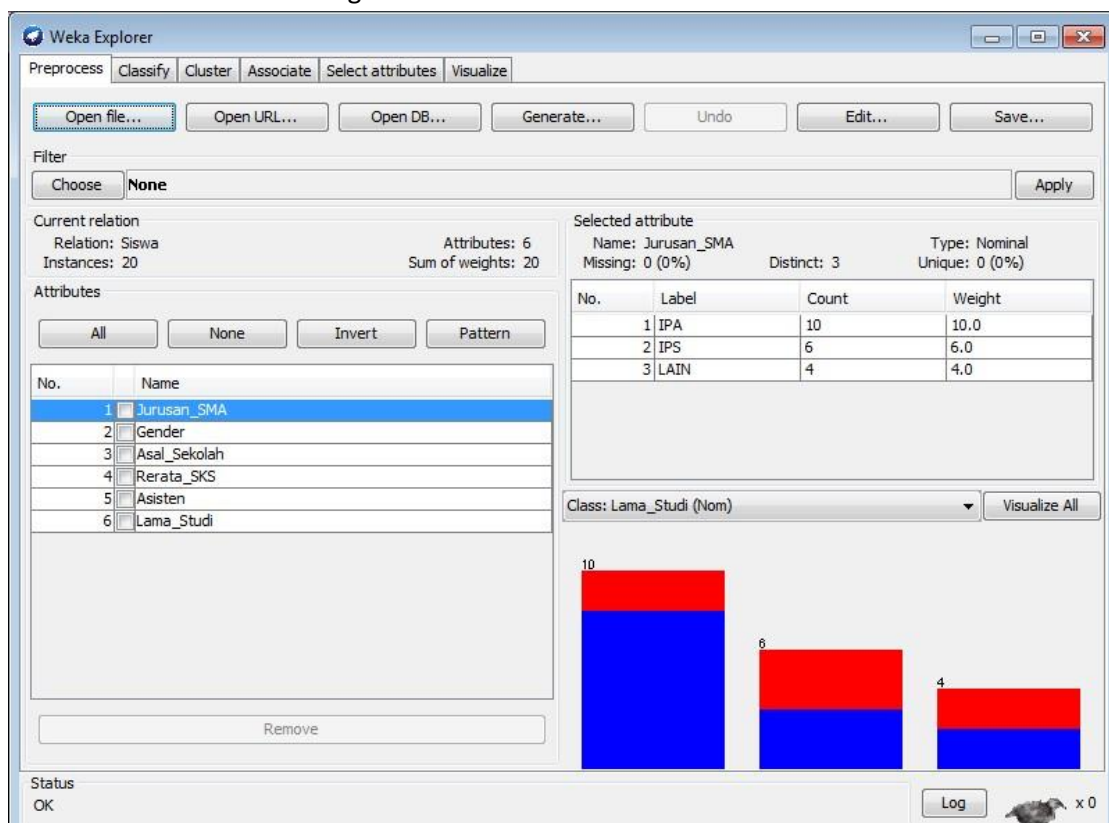 Weka Explorer
Preprocess Classify Cluster Associate Select attributes Visualize
Open file... Open URL... Open DB... Generate... Undo Edit... Save...
Filter
Choose None Apply
Current relation
Relation: Siswa Attributes: 6
Instances: 20 Sum of weights: 20
Selected attribute
Name: Jurusan_SMA Type: Nominal
Missing: 0 (0%) Distinct: 3 Unique: 0 (0%)
Attributes
All None Invert Pattern
No. Name
1 Jurusan_SMA
2 Gender
3 Asal_Sekolah
4 Rerata_SKS
5 Asisten
6 Lama_Studi
Remove
No. Label Count Weight
1 IPA 10 10.0
2 IPS 6 6.0
3 LAIN 4 4.0
Class: Lama_Studi (Nom) Visualize All
10
6
4
Status
OK
Log x 0